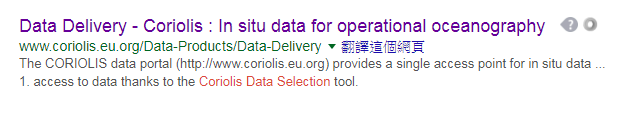 Data Delivery - Coriolis : In situ data for operational oceanography
www.coriolis.eu.org/Data-Products/Data-Delivery ▼ 翻譯這個網頁
The CORIOLIS data portal (http://www.coriolis.eu.org) provides a single access point for in situ data ...
1. access to data thanks to the Coriolis Data Selection tool.